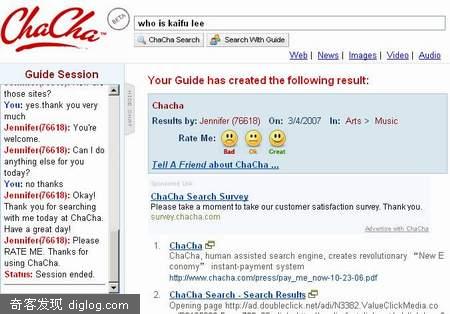 ChaCha
BETA
who is kaifu lee
ChaCha Search
Search With Guide
Web | News | Images | Video | Audio
Guide Session
those sites?
You: yes.thank you very
much
Jennifer(76618): You're
welcome.
Jennifer(76618): Can I do
anything else for you
today?
You: no thanks
Jennifer(76618): Okay!
Thank you for searching
with me today at ChaCha.
Have a great day!
Jennifer(76618): Please
RATE ME. Thanks for
using ChaCha.
Status: Session ended.
HIDE CHAT
Your Guide has created the following result:
Chacha
Results by: Jennifer (76618) On: 3/4/2007 In: Arts > Music
Rate Me:
Bad Ok Great
Tell A Friend about ChaCha ...
Sponsored Link
ChaCha Search Survey
Please take a moment to take our customer satisfaction survey. Thank you.
survey.chacha.com
Advertise with ChaCha
1. ChaCha
ChaCha, human assisted search engine, creates revolutionary “New E
conomy” instant-payment system
http://www.chacha.com/press/pay_me_now-10-23-06.pdf
2. ChaCha Search - Search Results
Opening page http://ad.doubleclick.net/adi/N3382.ValueClickMedia.co
奇客发现 diglog.com